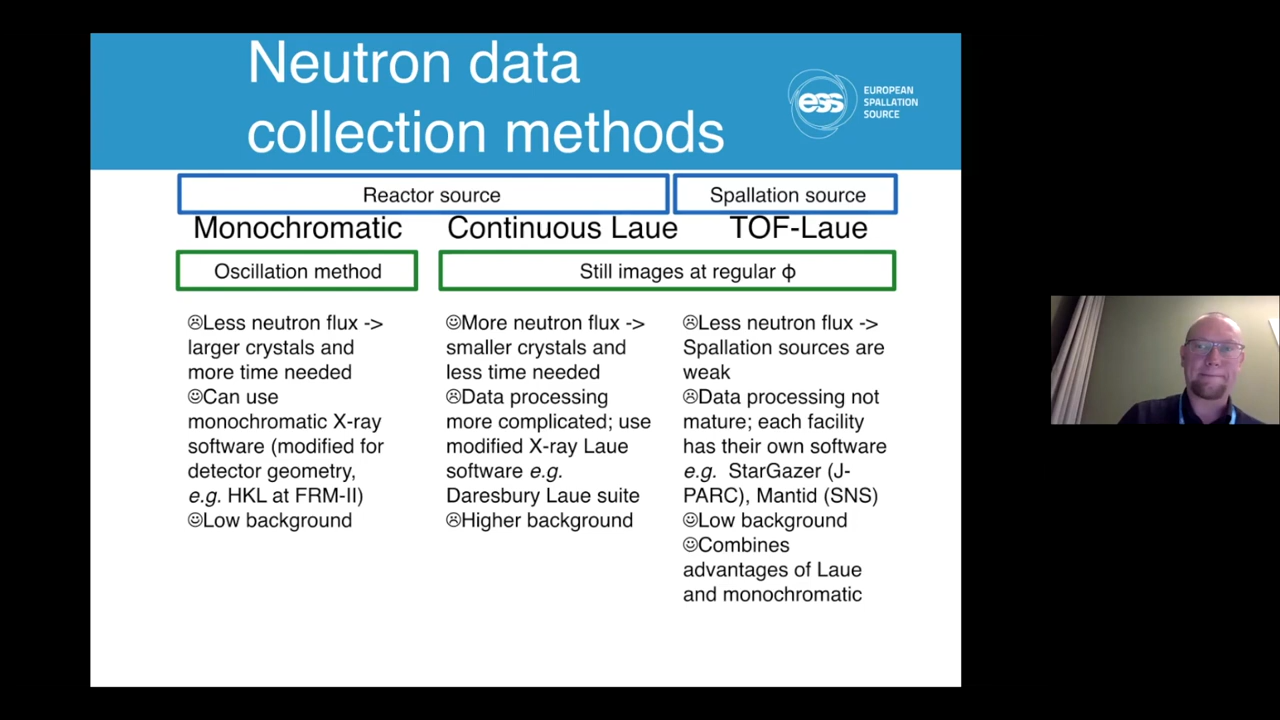 Neutron data
collection methods
ess
EUROPEAN
SPALLATION
SOURCE
Reactor source
Spallation source
Monochromatic
Continuous Laue
TOF-Laue
Oscillation method
Still images at regular ϕ
☹Less neutron flux ->
larger crystals and
more time needed
☺Can use
monochromatic X-ray
software (modified for
detector geometry,
e.g. HKL at FRM-II)
☺Low background
☺More neutron flux ->
smaller crystals and
less time needed
☹Data processing
more complicated; use
modified X-ray Laue
software e.g.
Daresbury Laue suite
☹Higher background
☹Less neutron flux ->
Spallation sources are
weak
☹Data processing not
mature; each facility
has their own software
e.g. StarGazer (J-
PARC), Mantid (SNS)
☺Low background
☺Combines
advantages of Laue
and monochromatic